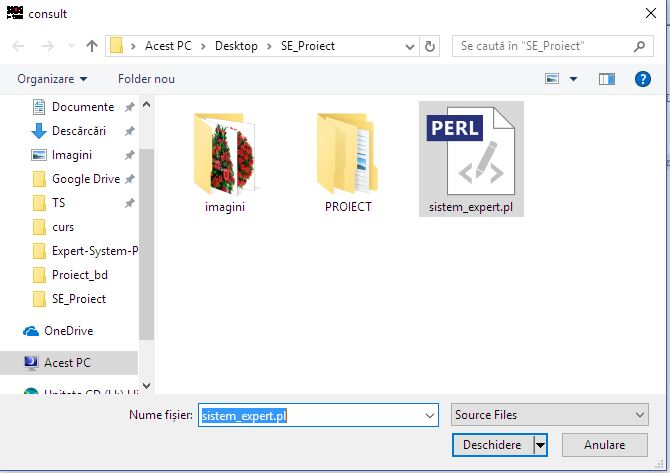 consult
Acest PC > Desktop > SE_Proiect
Se caută în "SE_Proiect"
Organizare
Folder nou
Documente
Descărcări
Imagini
Google Drive
TS
curs
Expert-System-P
Proiect_bd
SE_Proiect
OneDrive
Acest PC
imagini
PROIECT
PERL
sistem_expert.pl
Nume fișier:
sistem_expert.pl
Source Files
Deschidere
Anulare